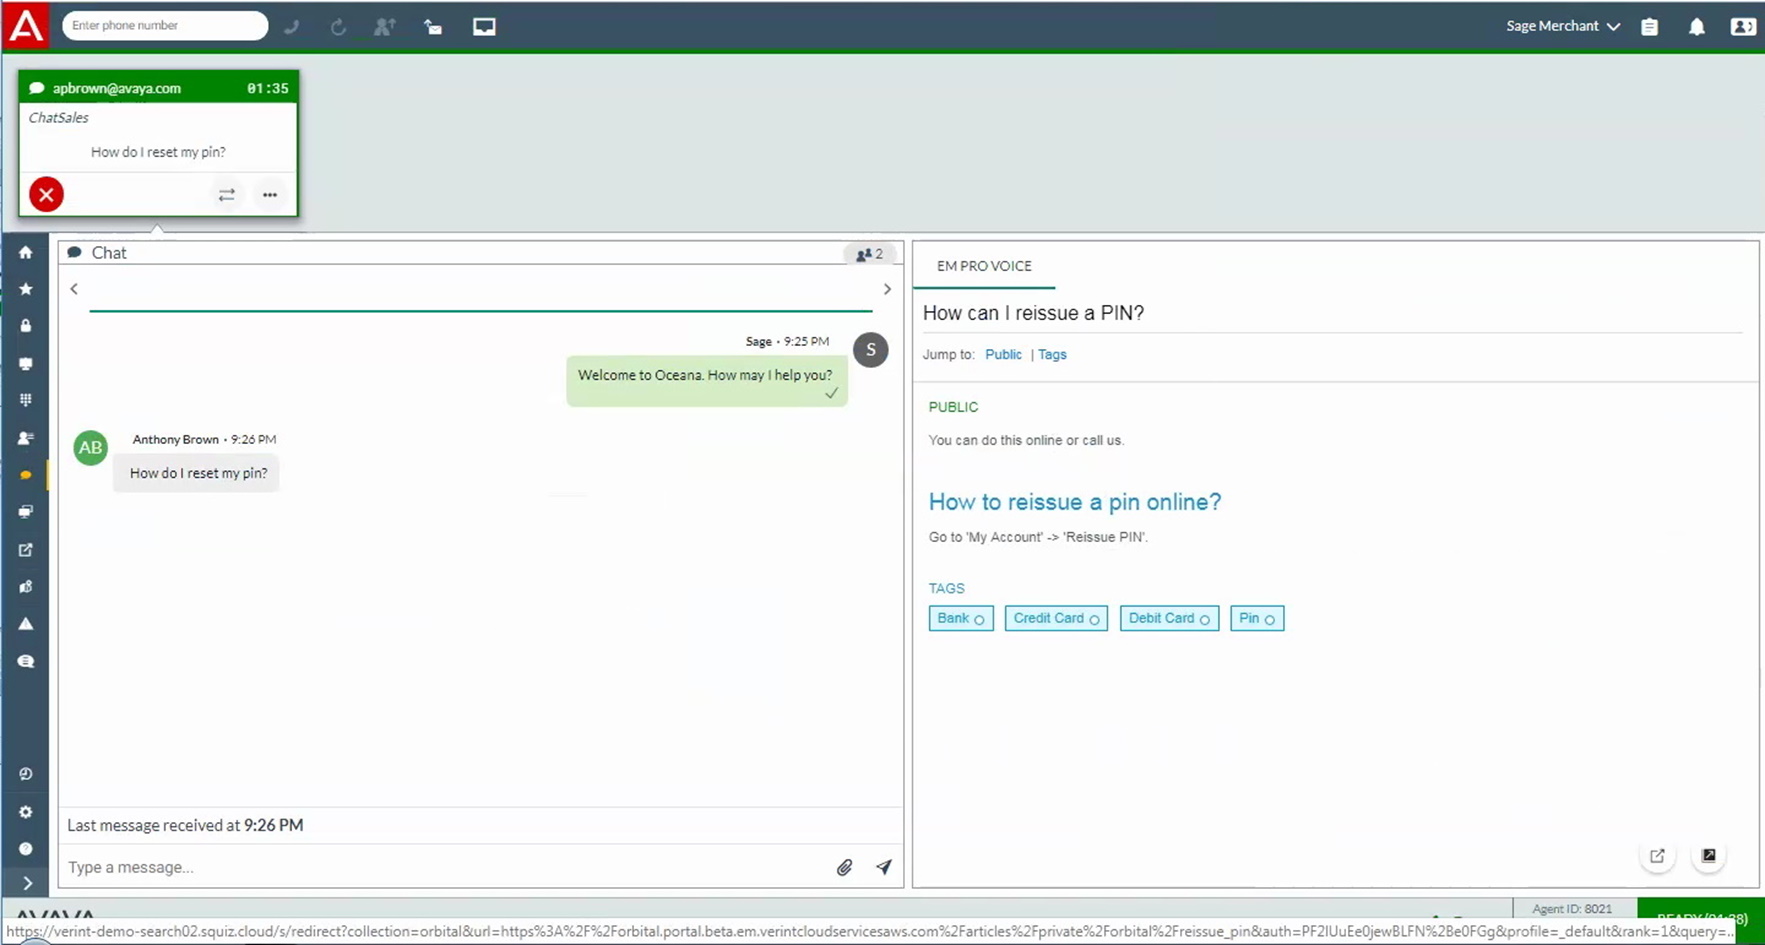 Enter phone number
Sage Merchant
apbrown@avaya.com 01:35
ChatSales
How do I reset my pin?
Chat
2
Sage • 9:25 PM
S
Welcome to Oceana. How may I help you?
AB
Anthony Brown • 9:26 PM
How do I reset my pin?
Last message received at 9:26 PM
Type a message...
EM PRO VOICE
How can I reissue a PIN?
Jump to: Public | Tags
PUBLIC
You can do this online or call us.
How to reissue a pin online?
Go to 'My Account' -> 'Reissue PIN'.
TAGS
Bank Credit Card Debit Card Pin
AVAYA
Agent ID: 8021
https://verint-demo-search02.squiz.cloud/s/redirect?collection=orbital&url=https%3A%2F%2Forbital.portal.beta.em.verintcloudservicesaws.com%2Farticles%2Fprivate%2Forbital%2Freissue_pin&auth=PF2IUuEe0jewBLFN%2Be0FGg&profile=_default&rank=1&query=...